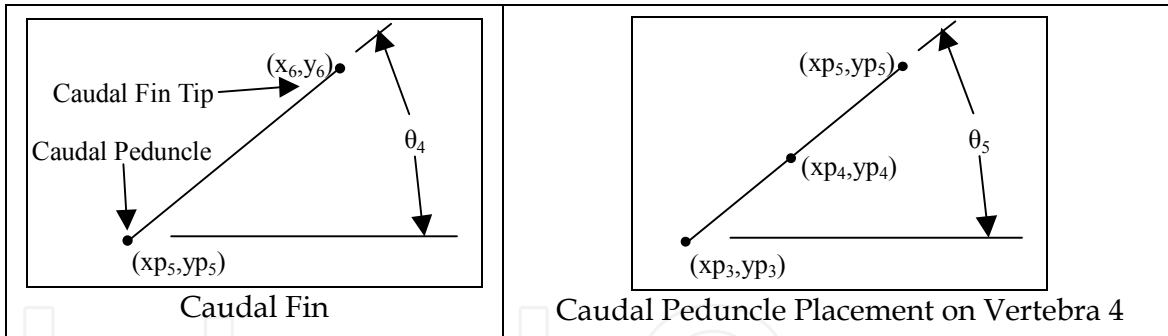 (x₆,y₆)
Caudal Fin Tip
θ₄
Caudal Peduncle
(xp₅,yp₅)
Caudal Fin
(xp₅,yp₅)
θ₅
(xp₄,yp₄)
(xp₃,yp₃)
Caudal Peduncle Placement on Vertebra 4